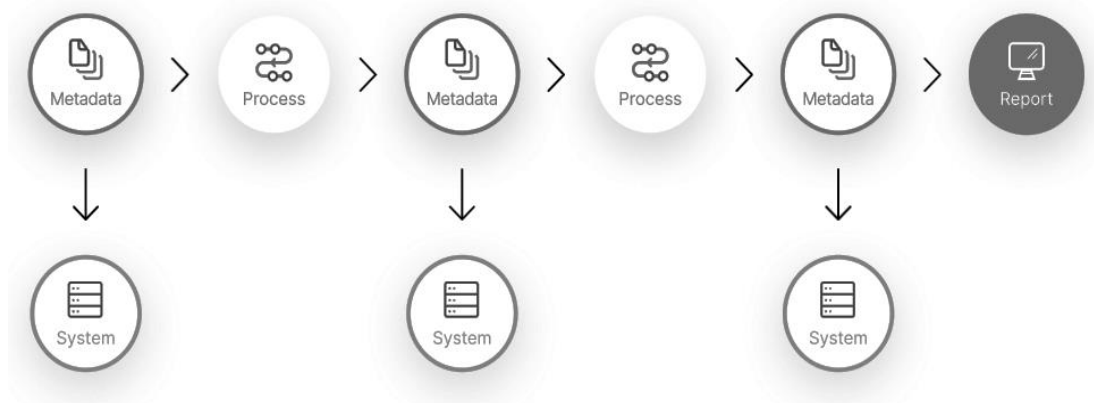 Metadata
Process
Metadata
Process
Metadata
Report
System
System
System